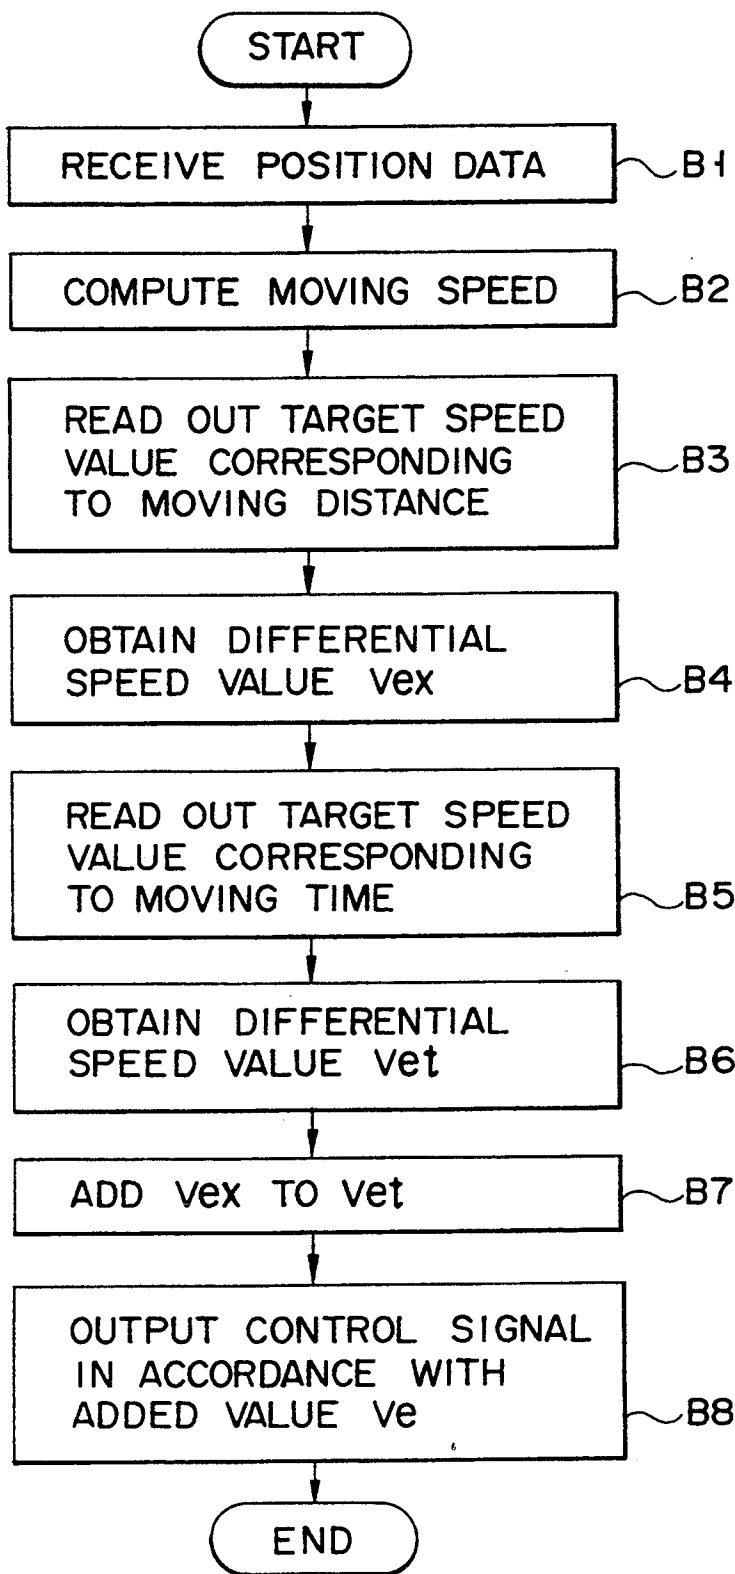 START
RECEIVE POSITION DATA
B1
COMPUTE MOVING SPEED
B2
READ OUT TARGET SPEED
VALUE CORRESPONDING
TO MOVING DISTANCE
B3
OBTAIN DIFFERENTIAL
SPEED VALUE Vex
B4
READ OUT TARGET SPEED
VALUE CORRESPONDING
TO MOVING TIME
B5
OBTAIN DIFFERENTIAL
SPEED VALUE Vet
B6
ADD Vex TO Vet
B7
OUTPUT CONTROL SIGNAL
IN ACCORDANCE WITH
ADDED VALUE Ve
B8
END